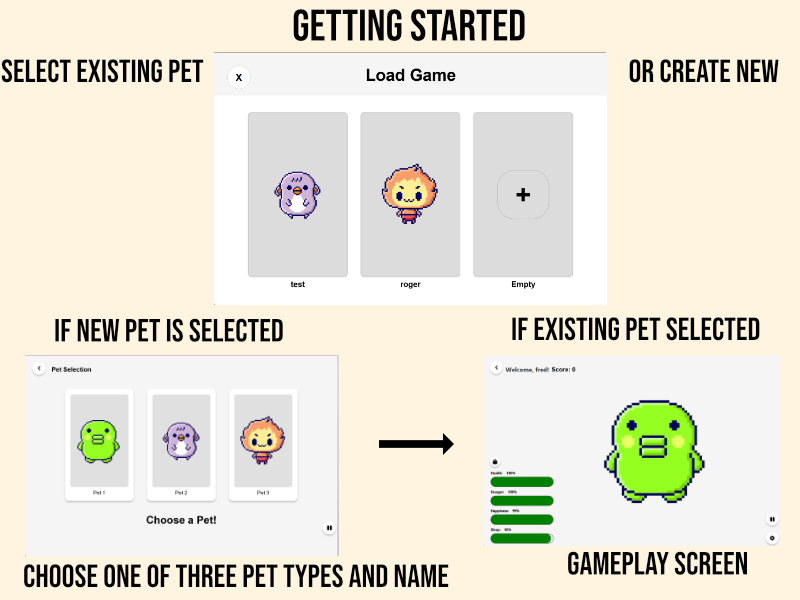 GETTING STARTED
SELECT EXISTING PET
OR CREATE NEW
X
Load Game
test
roger
Empty
IF NEW PET IS SELECTED
IF EXISTING PET SELECTED
Pet Selection
Pet 1
Pet 2
Pet 3
Choose a Pet!
Welcome, fred! Score: 0
Health: 100%
Hunger: 100%
Happiness: 99%
Sleep: 96%
CHOOSE ONE OF THREE PET TYPES AND NAME
GAMEPLAY SCREEN